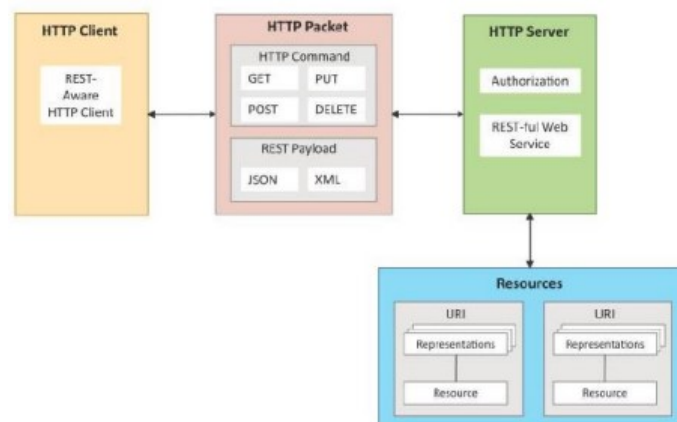 HTTP Client
REST-
Aware
HTTP Client
HTTP Packet
HTTP Command
GET
PUT
POST
DELETE
REST Payload
JSON
XML
HTTP Server
Authorization
REST-ful Web
Service
Resources
URI
Representations
Resource
URI
Representations
Resource